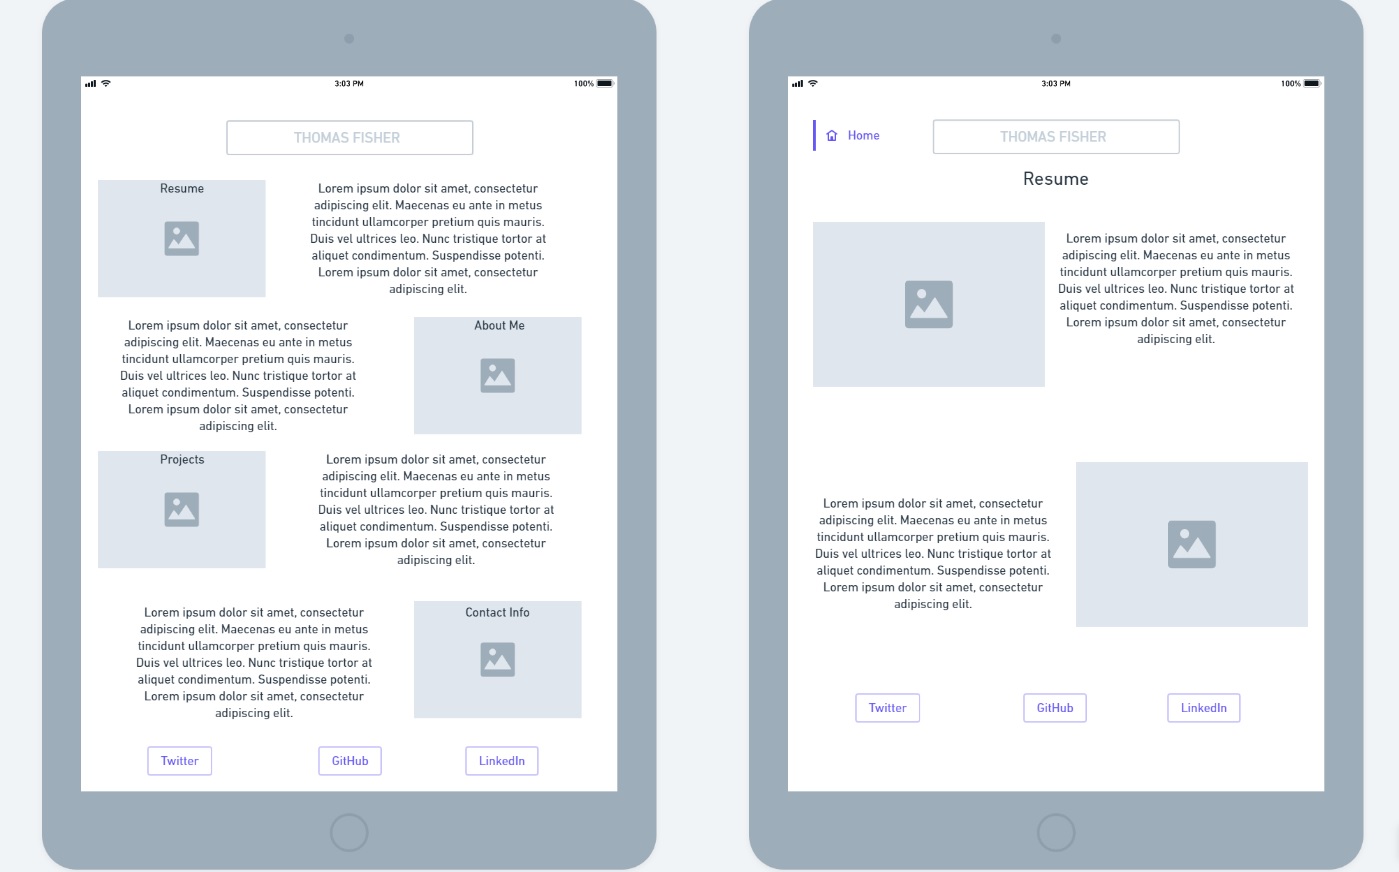 3:03 PM
100%
THOMAS FISHER
Resume
Lorem ipsum dolor sit amet, consectetur
adipiscing elit. Maecenas eu ante in metus
tincidunt ullamcorper pretium quis mauris.
Duis vel ultrices leo. Nunc tristique tortor at
aliquet condimentum. Suspendisse potenti.
Lorem ipsum dolor sit amet, consectetur
adipiscing elit.
Lorem ipsum dolor sit amet, consectetur
adipiscing elit. Maecenas eu ante in metus
tincidunt ullamcorper pretium quis mauris.
Duis vel ultrices leo. Nunc tristique tortor at
aliquet condimentum. Suspendisse potenti.
Lorem ipsum dolor sit amet, consectetur
adipiscing elit.
About Me
Projects
Lorem ipsum dolor sit amet, consectetur
adipiscing elit. Maecenas eu ante in metus
tincidunt ullamcorper pretium quis mauris.
Duis vel ultrices leo. Nunc tristique tortor at
aliquet condimentum. Suspendisse potenti.
Lorem ipsum dolor sit amet, consectetur
adipiscing elit.
Lorem ipsum dolor sit amet, consectetur
adipiscing elit. Maecenas eu ante in metus
tincidunt ullamcorper pretium quis mauris.
Duis vel ultrices leo. Nunc tristique tortor at
aliquet condimentum. Suspendisse potenti.
Lorem ipsum dolor sit amet, consectetur
adipiscing elit.
Contact Info
Twitter
GitHub
LinkedIn
3:03 PM
100%
Home
THOMAS FISHER
Resume
Lorem ipsum dolor sit amet, consectetur
adipiscing elit. Maecenas eu ante in metus
tincidunt ullamcorper pretium quis mauris.
Duis vel ultrices leo. Nunc tristique tortor at
aliquet condimentum. Suspendisse potenti.
Lorem ipsum dolor sit amet, consectetur
adipiscing elit.
Lorem ipsum dolor sit amet, consectetur
adipiscing elit. Maecenas eu ante in metus
tincidunt ullamcorper pretium quis mauris.
Duis vel ultrices leo. Nunc tristique tortor at
aliquet condimentum. Suspendisse potenti.
Lorem ipsum dolor sit amet, consectetur
adipiscing elit.
Twitter
GitHub
LinkedIn